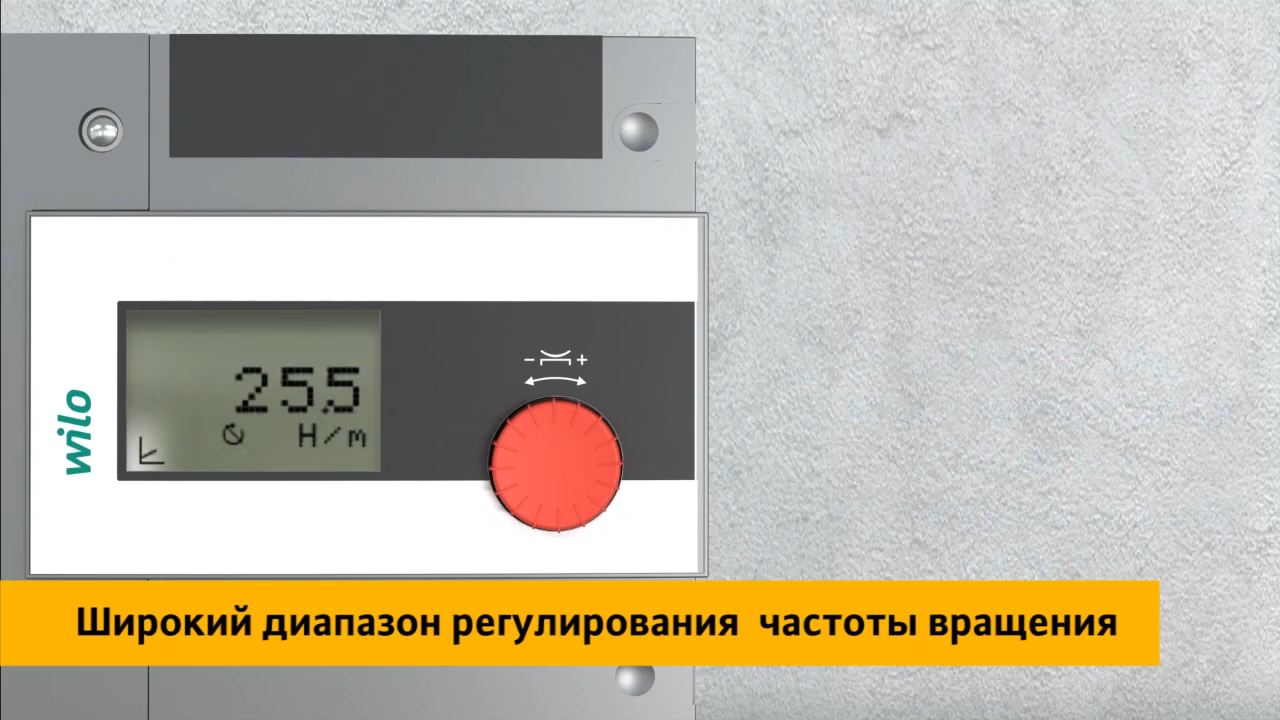 25.5
H/m
wilo
- +
Широкий диапазон регулирования частоты вращения